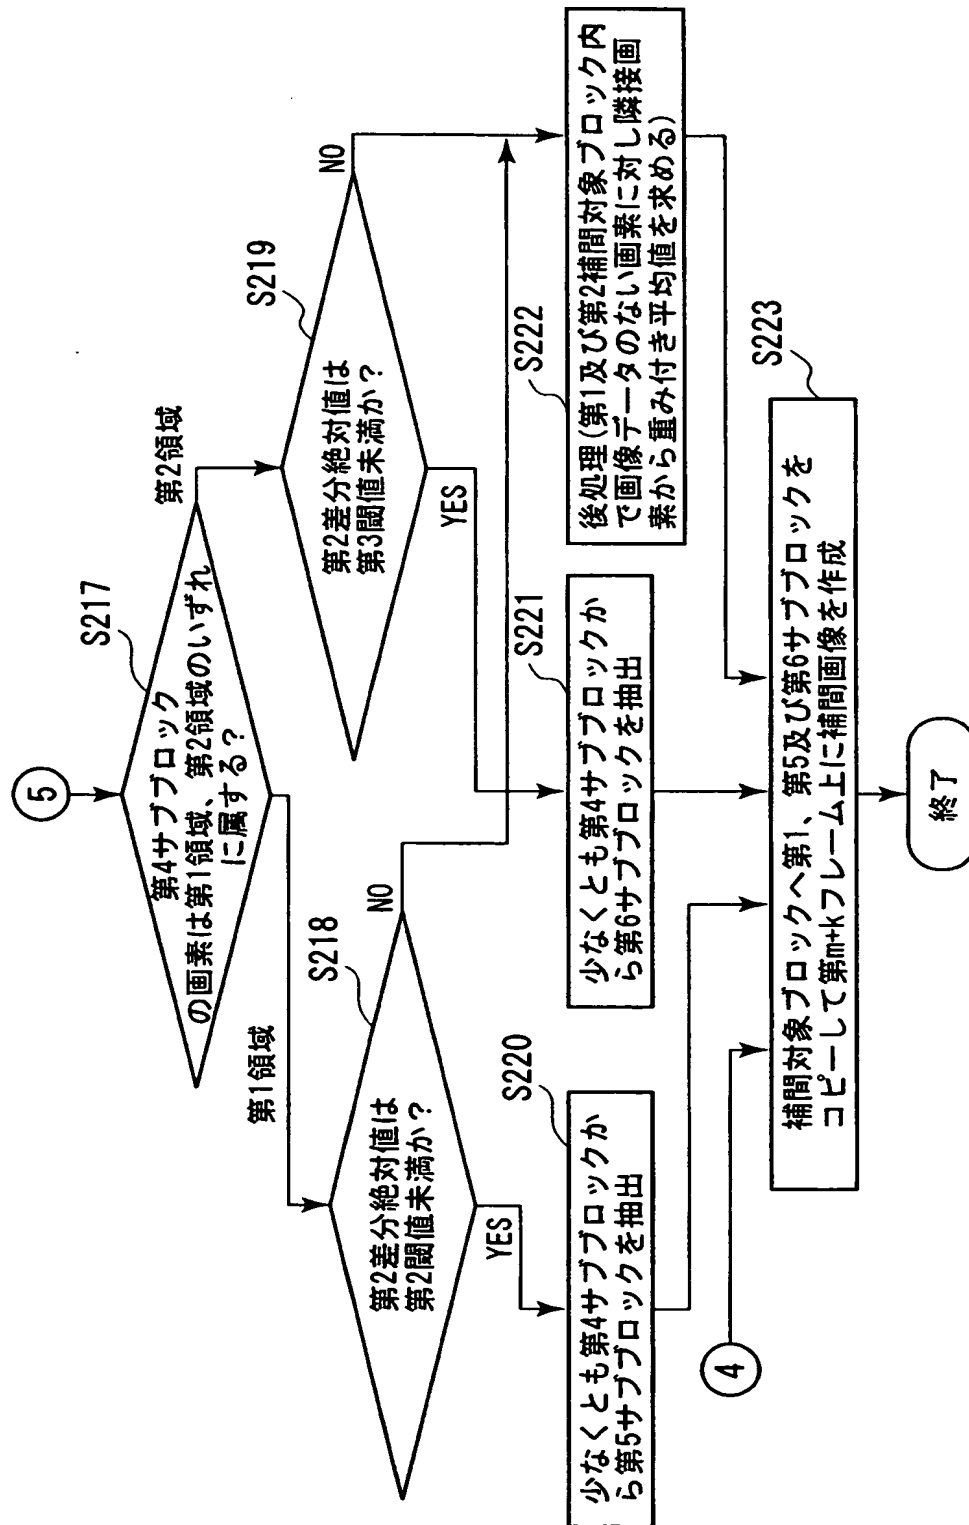 5
S217
第4サブブロック
の画素は第1領域、第2領域のいずれ
に属する?
第1領域
第2領域
S218
第2差分絶対値は
第2閾値未満か?
NO
YES
S219
第2差分絶対値は
第3閾値未満か?
NO
YES
S220
少なくとも第4サブブロックか
ら第5サブブロックを抽出
S221
少なくとも第4サブブロックか
ら第6サブブロックを抽出
S222
後処理(第1及び第2補間対象ブロック内
で画像データのない画素に対し隣接画
素から重み付き平均値を求める)
4
S223
補間対象ブロックへ第1、第5及び第6サブブロックを
コピーして第m+kフレーム上に補間画像を作成
終了